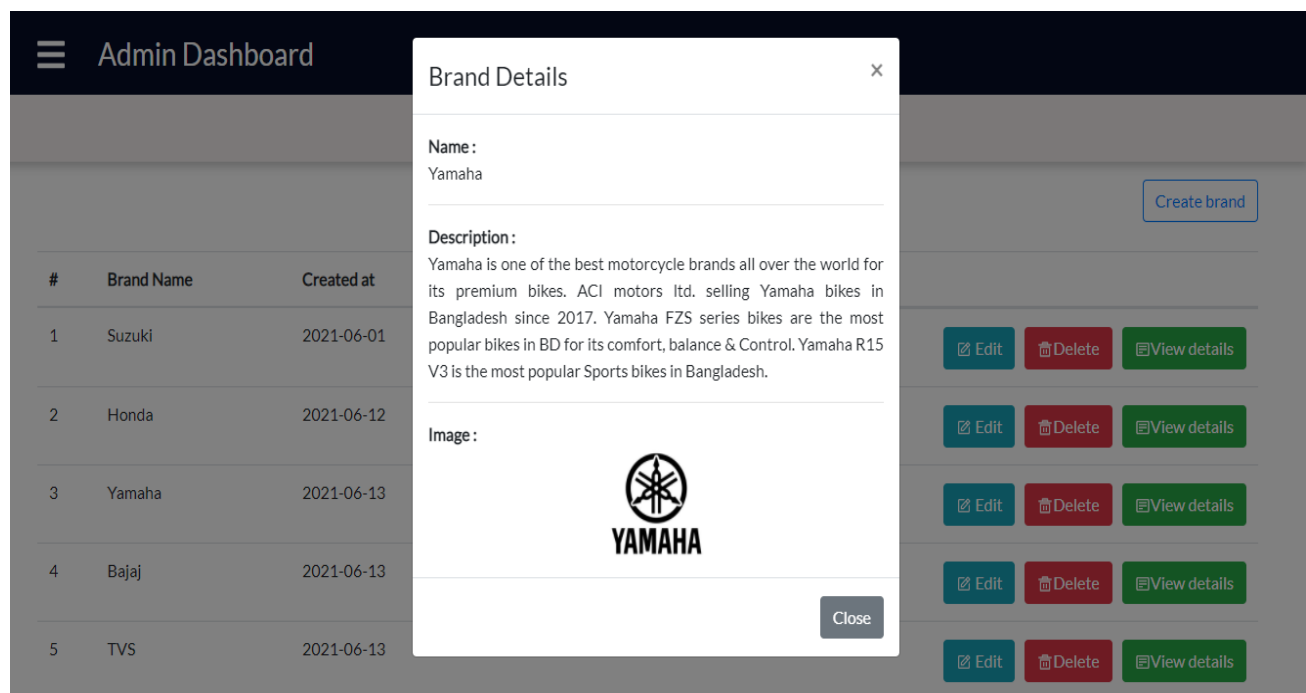 Admin Dashboard
Brand Details
×
Name :
Yamaha
Description :
Yamaha is one of the best motorcycle brands all over the world for
its premium bikes. ACI motors ltd. selling Yamaha bikes in
Bangladesh since 2017. Yamaha FZS series bikes are the most
popular bikes in BD for its comfort, balance & Control. Yamaha R15
V3 is the most popular Sports bikes in Bangladesh.
Image :
YAMAHA
Close
Create brand
# Brand Name Created at
1 Suzuki 2021-06-01 Edit Delete View details
2 Honda 2021-06-12 Edit Delete View details
3 Yamaha 2021-06-13 Edit Delete View details
4 Bajaj 2021-06-13 Edit Delete View details
5 TVS 2021-06-13 Edit Delete View details